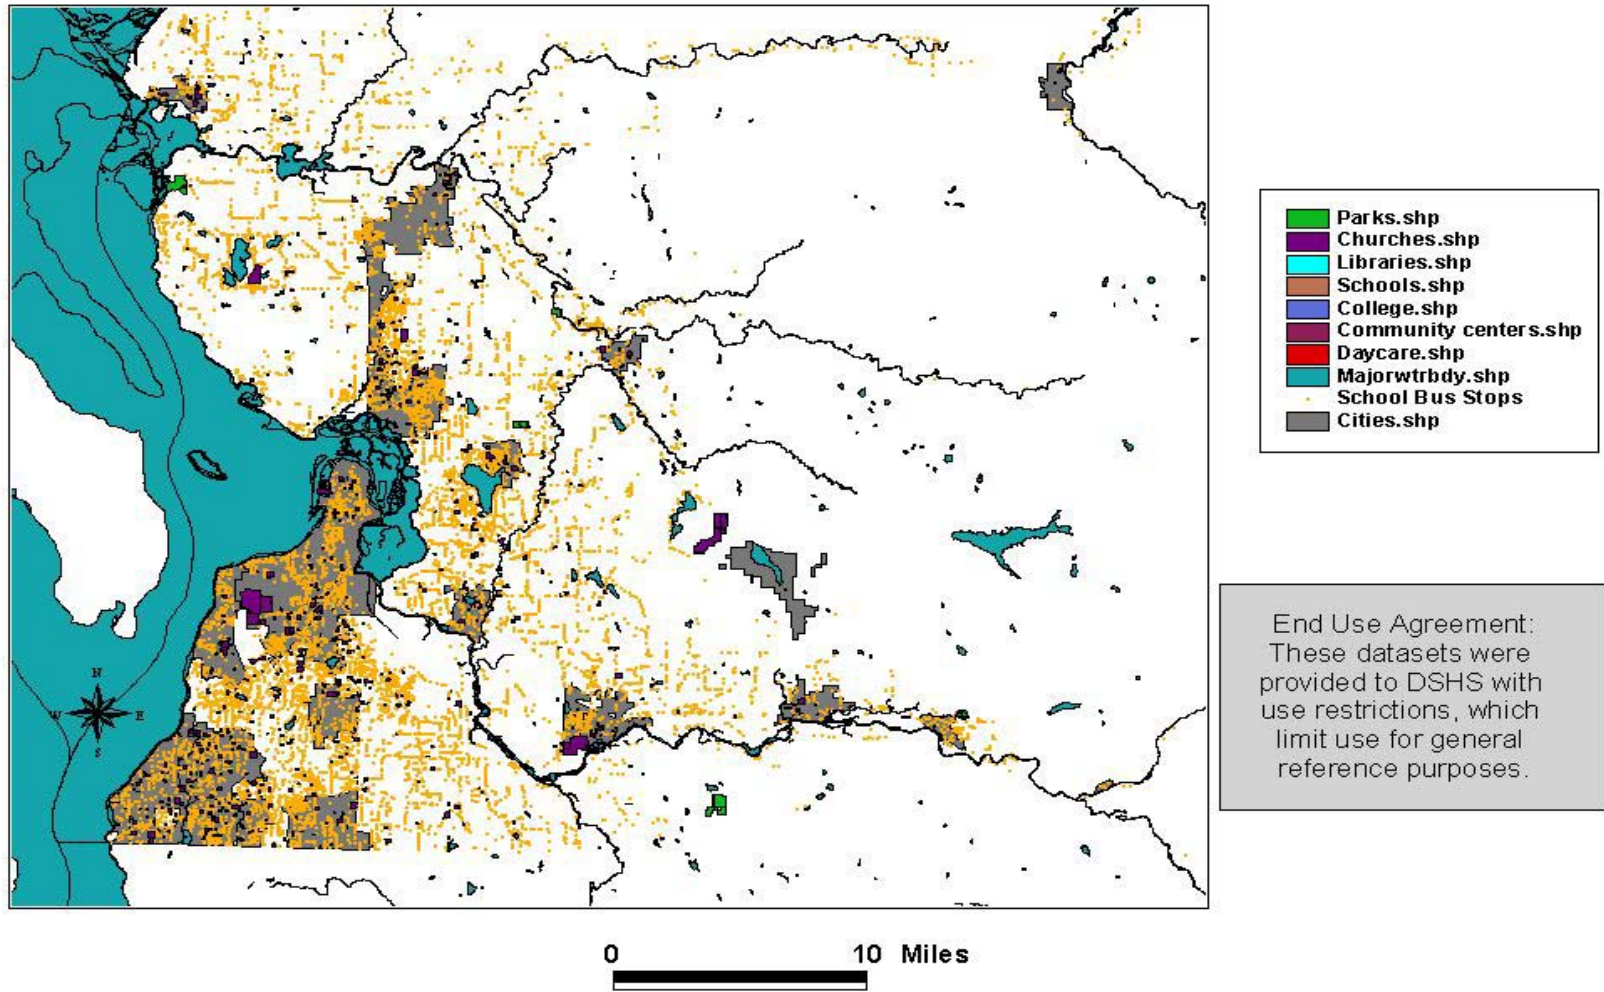 Parks.shp
Churches.shp
Libraries.shp
Schools.shp
College.shp
Community centers.shp
Daycare.shp
Majorwtrbdy.shp
School Bus Stops
Cities.shp
End Use Agreement:
These datasets were
provided to DSHS with
use restrictions, which
limit use for general
reference purposes.
N
W E
S
0 10 Miles